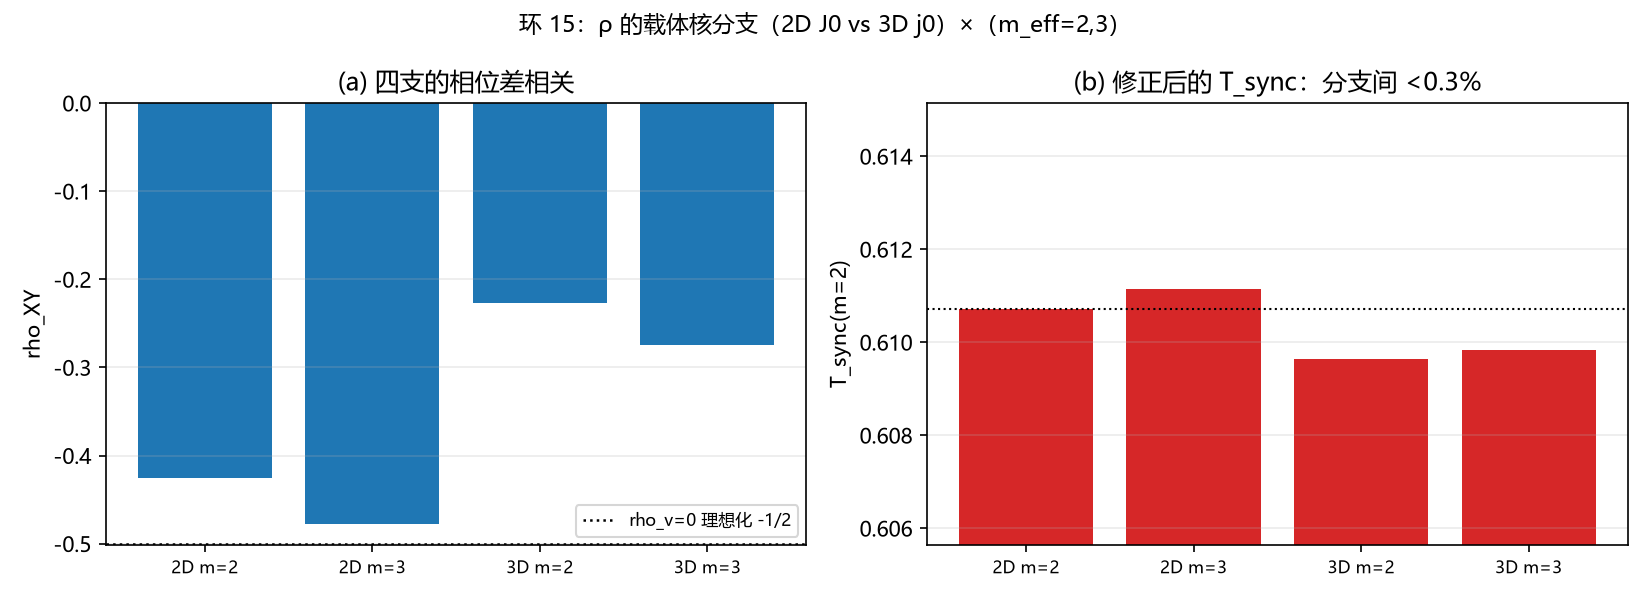 环 15：ρ 的载体核分支（2D J0 vs 3D j0）×（m_eff=2,3）
(a) 四支的相位差相关
rho_XY
0.0
-0.1
-0.2
-0.3
-0.4
-0.5
2D m=2
2D m=3
3D m=2
3D m=3
rho_v=0 理想化 -1/2
(b) 修正后的 T_sync：分支间 <0.3%
T_sync(m=2)
0.614
0.612
0.610
0.608
0.606
2D m=2
2D m=3
3D m=2
3D m=3